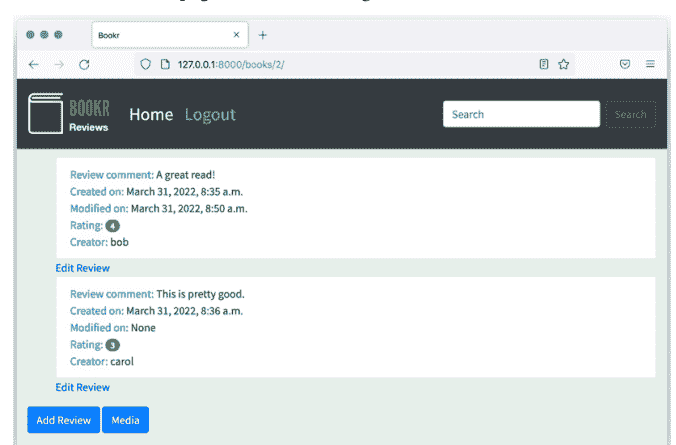 Bookr
127.0.0.1:8000/books/2/
BOOKR
Reviews
Home Logout
Search
Search
Review comment: A great read!
Created on: March 31, 2022, 8:35 a.m.
Modified on: March 31, 2022, 8:50 a.m.
Rating: 4
Creator: bob
Edit Review
Review comment: This is pretty good.
Created on: March 31, 2022, 8:36 a.m.
Modified on: None
Rating: 3
Creator: carol
Edit Review
Add Review Media